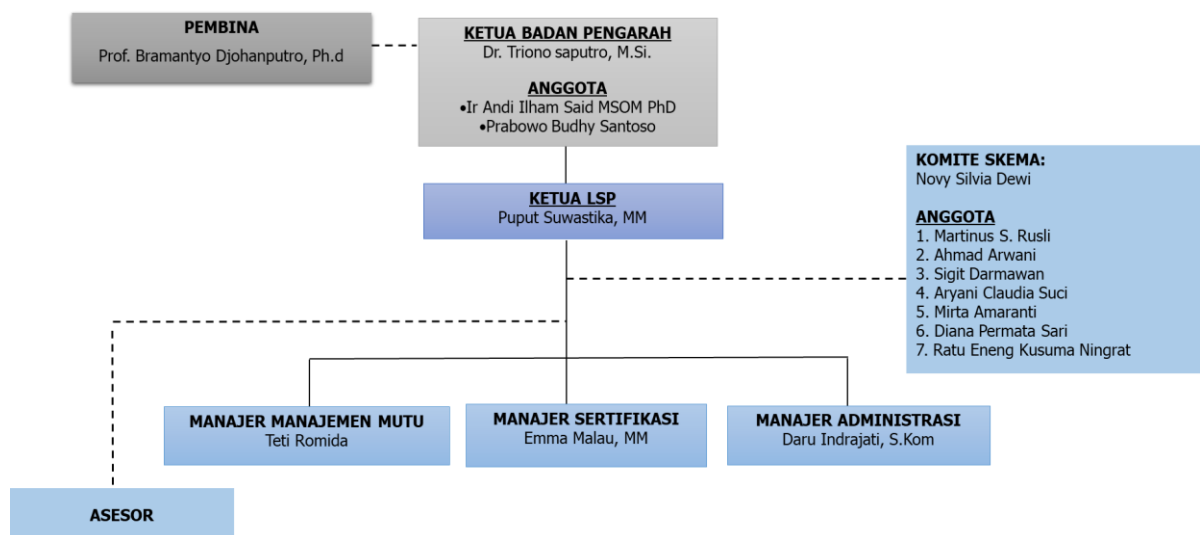 PEMBINA
Prof. Bramantyo Djohanputro, Ph.d
KETUA BADAN PENGARAH
Dr. Triono saputro, M.Si.
ANGGOTA
•Ir Andi Ilham Said MSOM PhD
•Prabowo Budhy Santoso
KETUA LSP
Puput Suwastika, MM
KOMITE SKEMA:
Novy Silvia Dewi
ANGGOTA
1. Martinus S. Rusli
2. Ahmad Arwani
3. Sigit Darmawan
4. Aryani Claudia Suci
5. Mirta Amaranti
6. Diana Permata Sari
7. Ratu Eneng Kusuma Ningrat
MANAJER MANAJEMEN MUTU
Teti Romida
MANAJER SERTIFIKASI
Emma Malau, MM
MANAJER ADMINISTRASI
Daru Indrajati, S.Kom
ASESOR